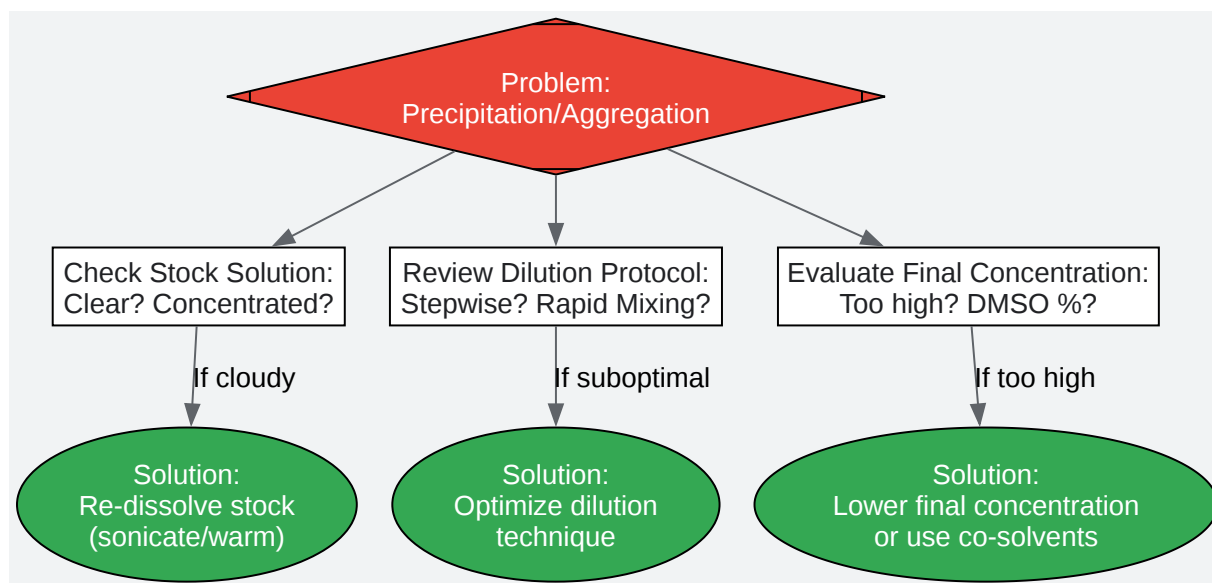 Problem:
Precipitation/Aggregation
Check Stock Solution:
Clear? Concentrated?
Review Dilution Protocol:
Stepwise? Rapid Mixing?
Evaluate Final Concentration:
Too high? DMSO %?
If cloudy
If suboptimal
If too high
Solution:
Re-dissolve stock
(sonicate/warm)
Solution:
Optimize dilution
technique
Solution:
Lower final concentration
or use co-solvents